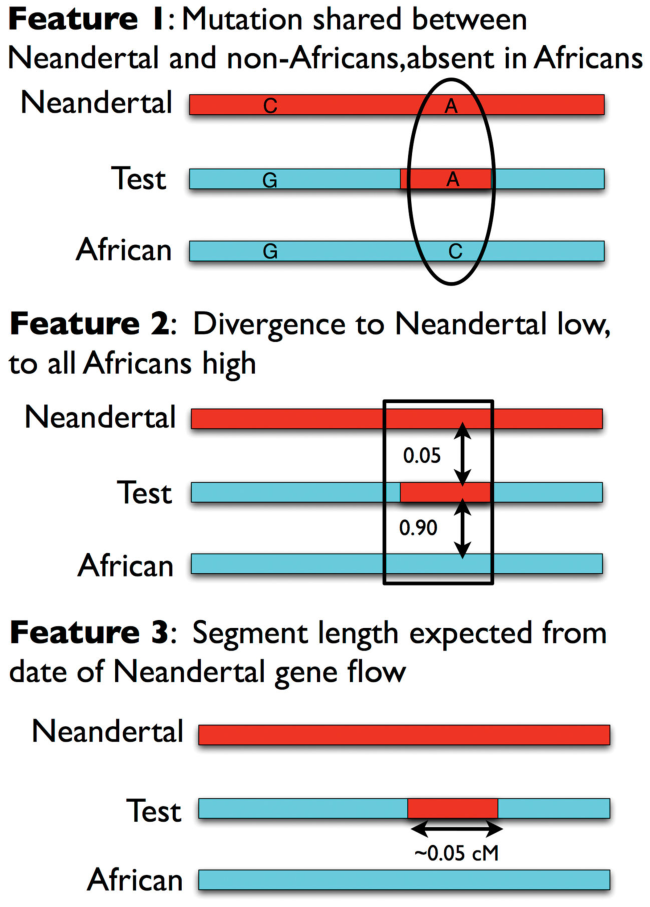 Feature 1: Mutation shared between
Neandertal and non-Africans,absent in Africans
Neandertal
C
A
Test
G
A
African
G
C
Feature 2: Divergence to Neandertal low,
to all Africans high
Neandertal
0.05
Test
0.90
African
Feature 3: Segment length expected from
date of Neandertal gene flow
Neandertal
Test
~0.05 cM
African